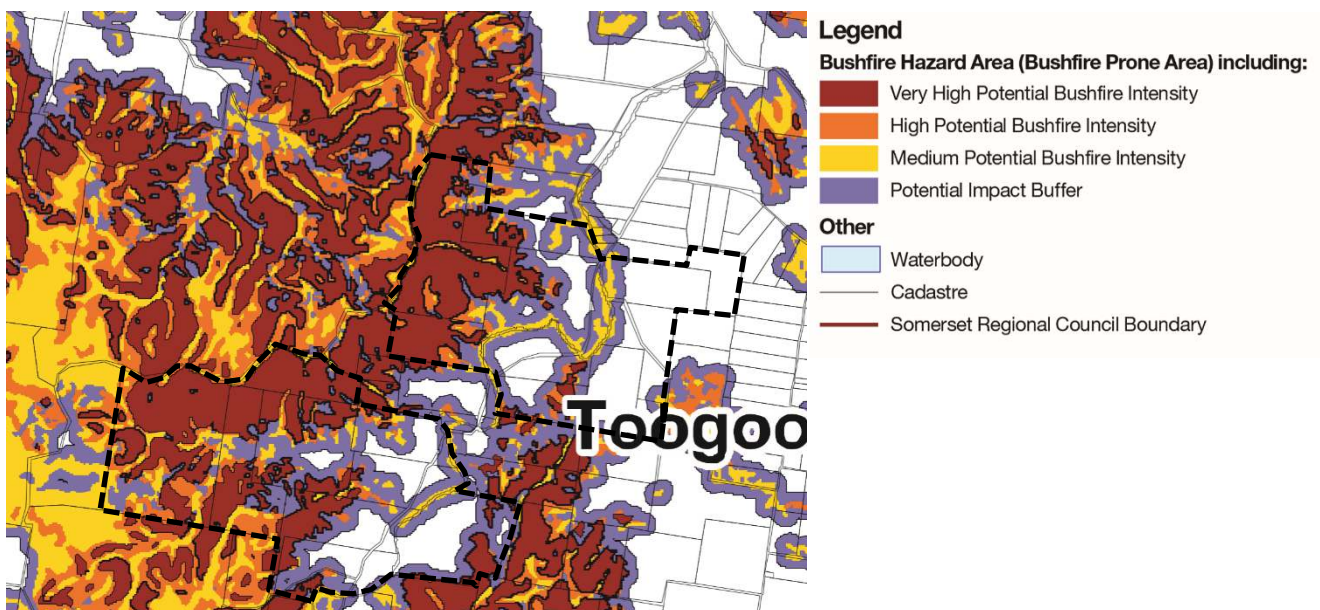 Legend
Bushfire Hazard Area (Bushfire Prone Area) including:
Very High Potential Bushfire Intensity
High Potential Bushfire Intensity
Medium Potential Bushfire Intensity
Potential Impact Buffer
Other
Waterbody
Cadastre
Somerset Regional Council Boundary
Toogoo